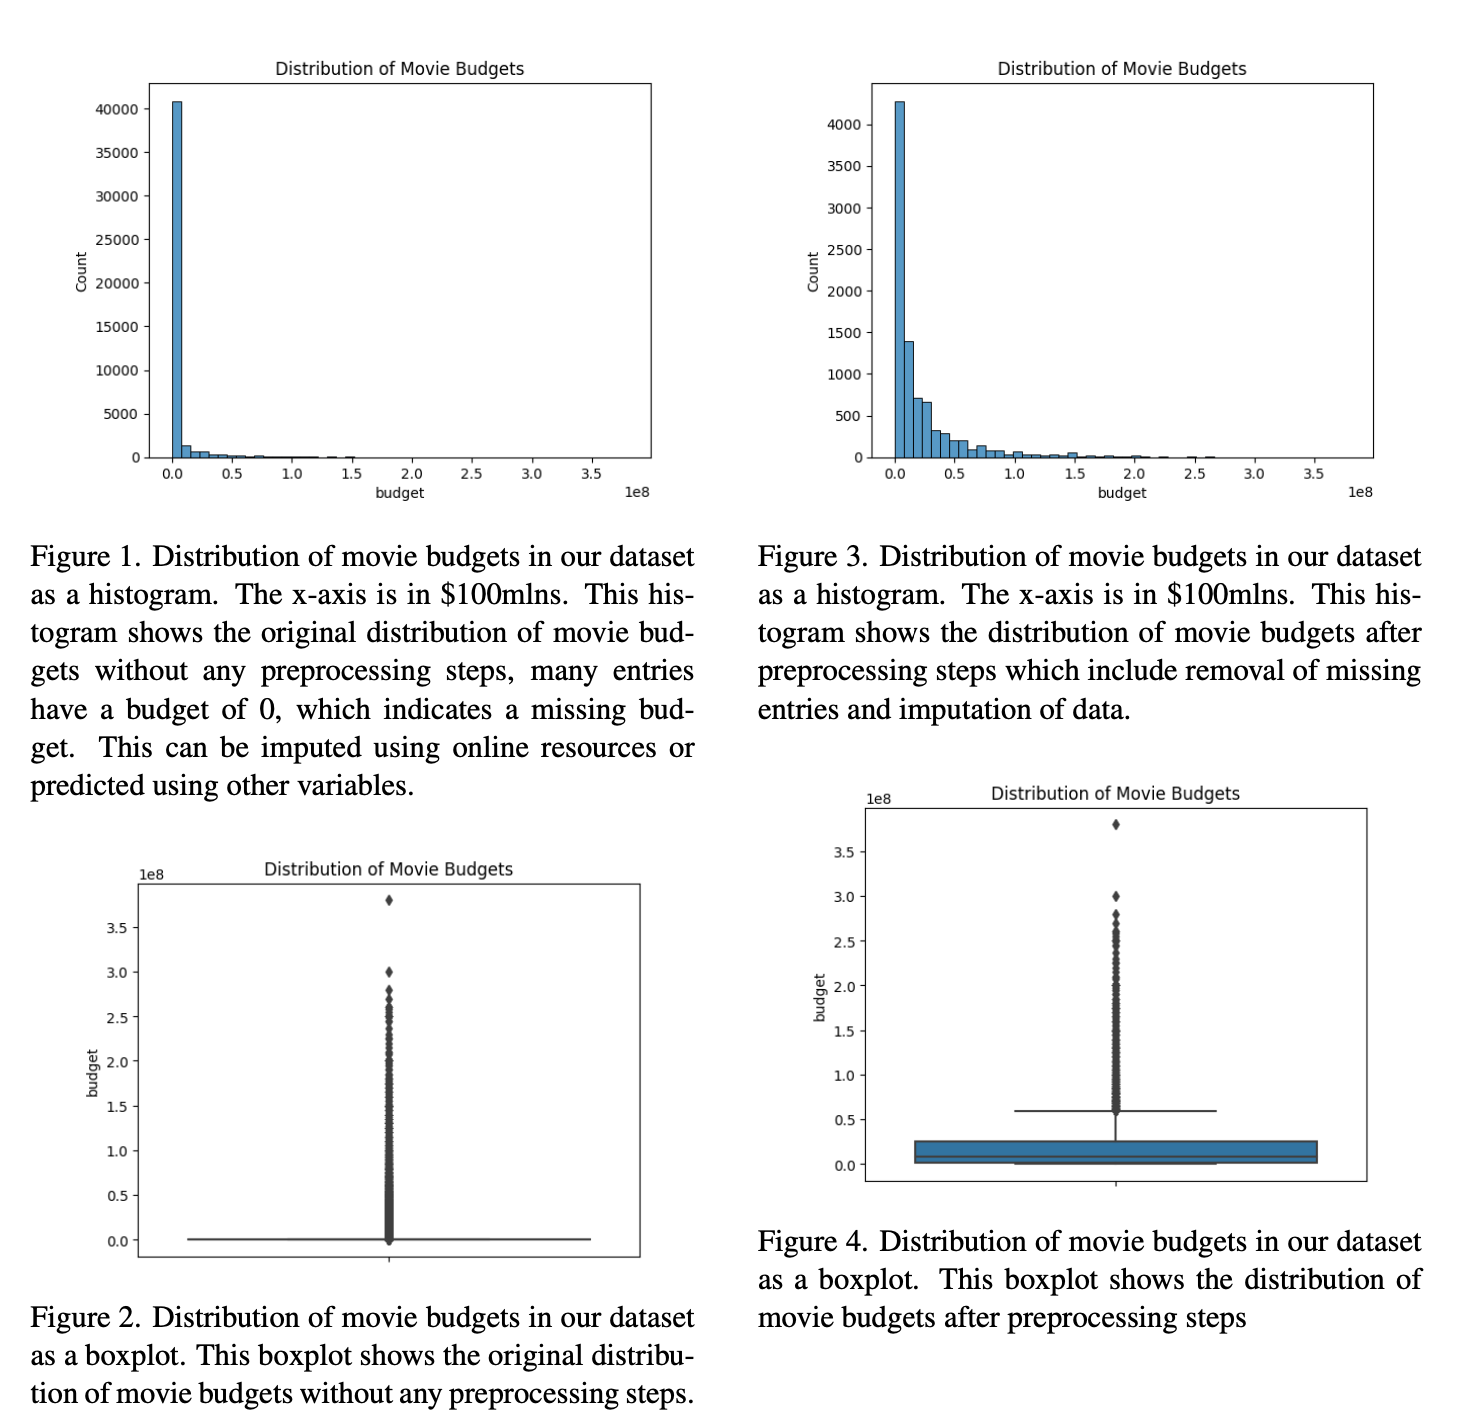 Distribution of Movie Budgets
40000
35000
30000
25000
20000
15000
10000
5000
0
Count
0.0 0.5 1.0 1.5 2.0 2.5 3.0 3.5
budget
1e8
Figure 1. Distribution of movie budgets in our dataset
as a histogram. The x-axis is in $100mlns. This his-
togram shows the original distribution of movie bud-
gets without any preprocessing steps, many entries
have a budget of 0, which indicates a missing bud-
get. This can be imputed using online resources or
predicted using other variables.
1e8
Distribution of Movie Budgets
3.5
3.0
2.5
2.0
1.5
1.0
0.5
0.0
budget
Figure 2. Distribution of movie budgets in our dataset
as a boxplot. This boxplot shows the original distribu-
tion of movie budgets without any preprocessing steps.
Distribution of Movie Budgets
4000
3500
3000
2500
2000
1500
1000
500
0
Count
0.0 0.5 1.0 1.5 2.0 2.5 3.0 3.5
budget
1e8
Figure 3. Distribution of movie budgets in our dataset
as a histogram. The x-axis is in $100mlns. This his-
togram shows the distribution of movie budgets after
preprocessing steps which include removal of missing
entries and imputation of data.
1e8
Distribution of Movie Budgets
3.5
3.0
2.5
2.0
1.5
1.0
0.5
0.0
budget
Figure 4. Distribution of movie budgets in our dataset
as a boxplot. This boxplot shows the distribution of
movie budgets after preprocessing steps